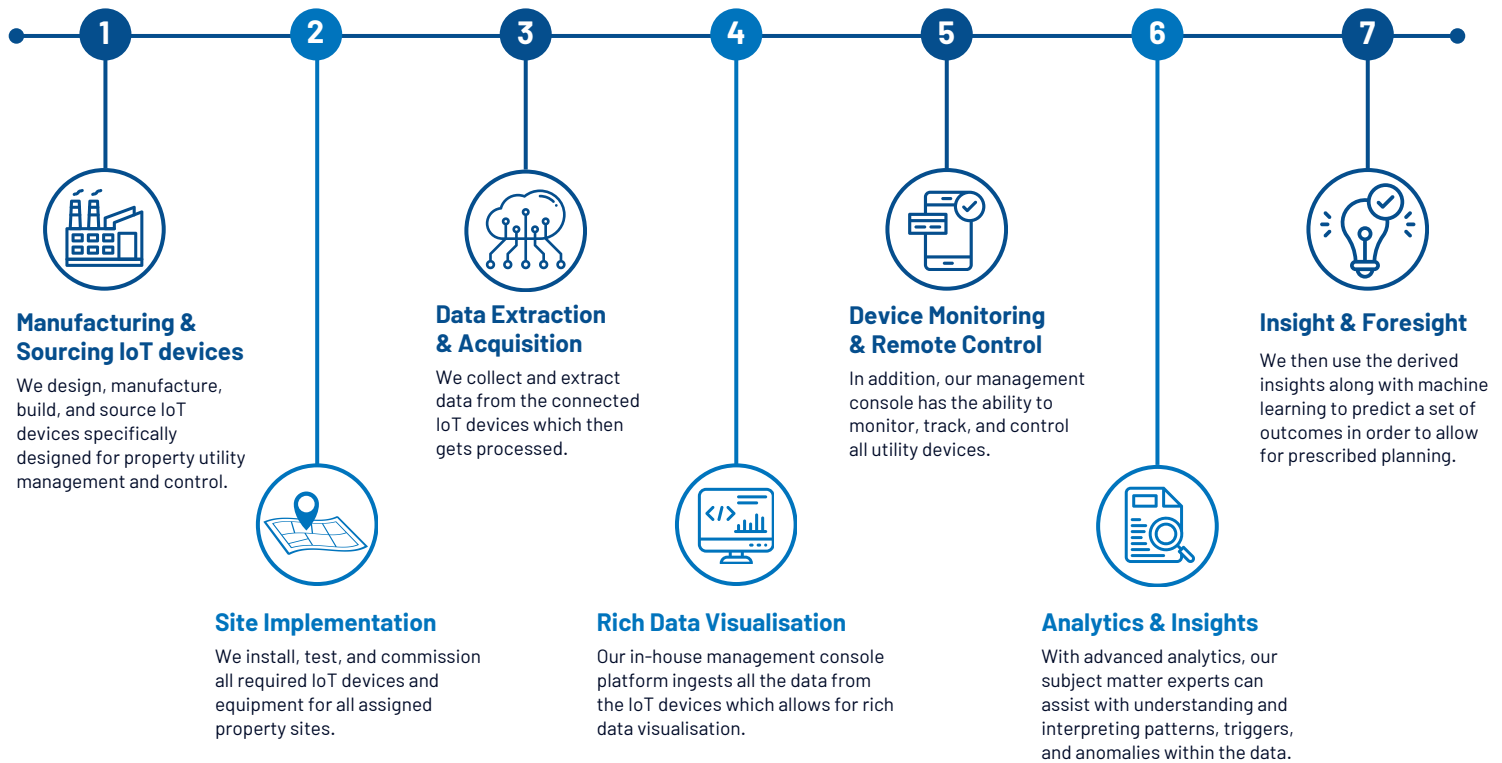 1
2
3
4
5
6
7
Manufacturing &
Sourcing IoT devices
We design, manufacture,
build, and source IoT
devices specifically
designed for property utility
management and control.
Site Implementation
We install, test, and commission
all required IoT devices and
equipment for all assigned
property sites.
Data Extraction
& Acquisition
We collect and extract
data from the connected
IoT devices which then
gets processed.
Rich Data Visualisation
Our in-house management console
platform ingests all the data from
the IoT devices which allows for rich
data visualisation.
Device Monitoring
& Remote Control
In addition, our management
console has the ability to
monitor, track, and control
all utility devices.
Analytics & Insights
With advanced analytics, our
subject matter experts can
assist with understanding and
interpreting patterns, triggers,
and anomalies within the data.
Insight & Foresight
We then use the derived
insights along with machine
learning to predict a set of
outcomes in order to allow
for prescribed planning.